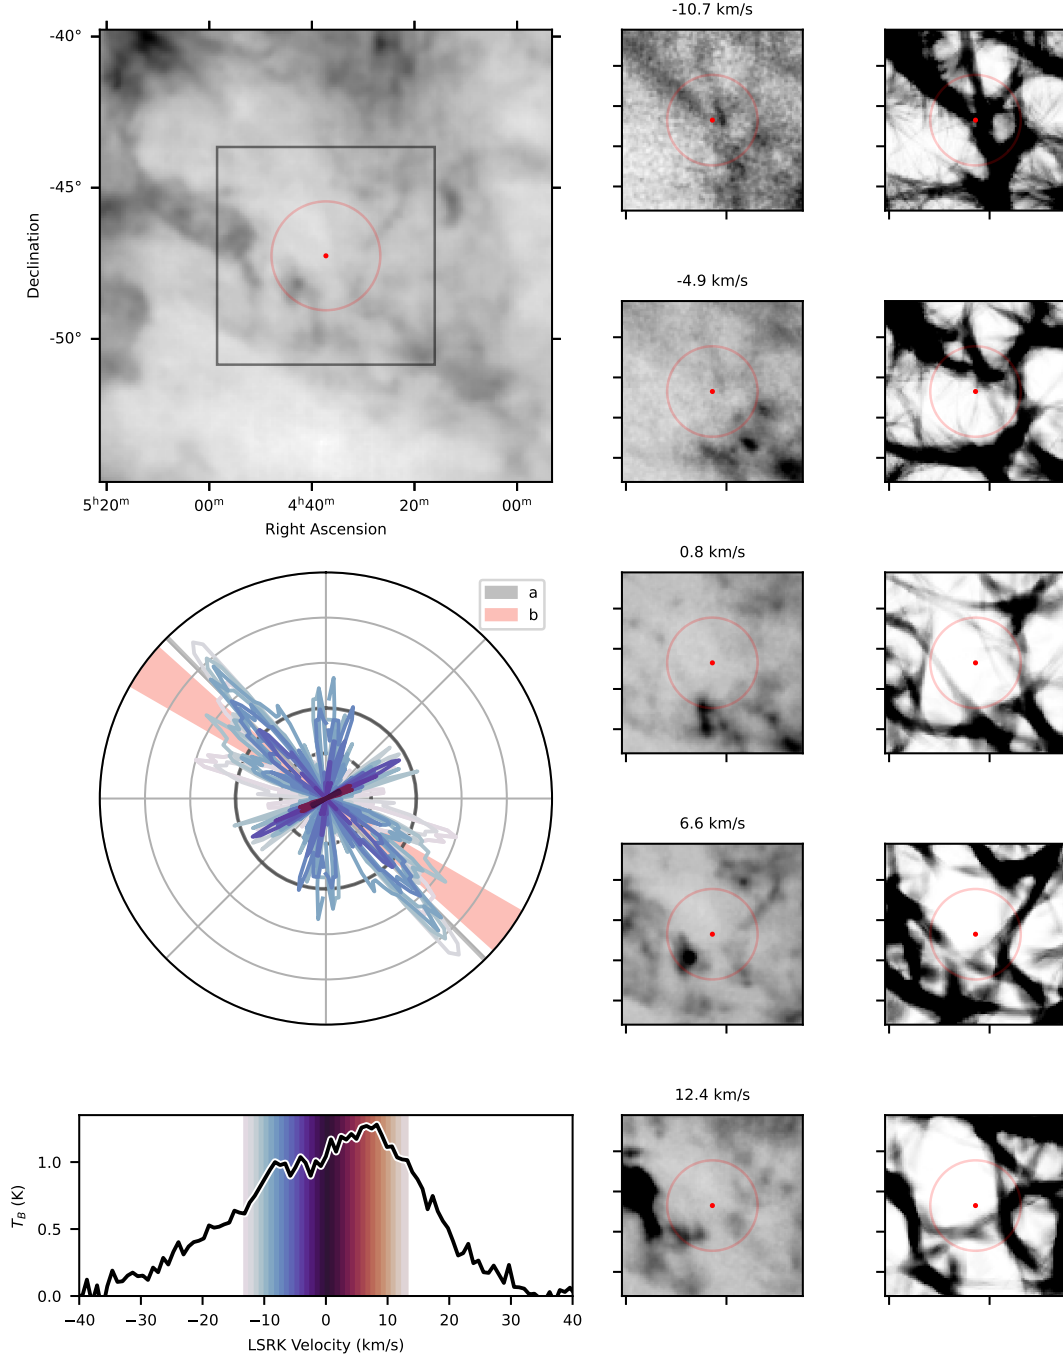 -10.7 km/s
-40°
-45°
-50°
Declination
5ʰ20ᵐ 00ᵐ 4ʰ40ᵐ 20ᵐ 00ᵐ
Right Ascension
-4.9 km/s
0.8 km/s
a
b
6.6 km/s
12.4 km/s
1.0
0.5
0.0
T_B (K)
−40 −30 −20 −10 0 10 20 30 40
LSRK Velocity (km/s)